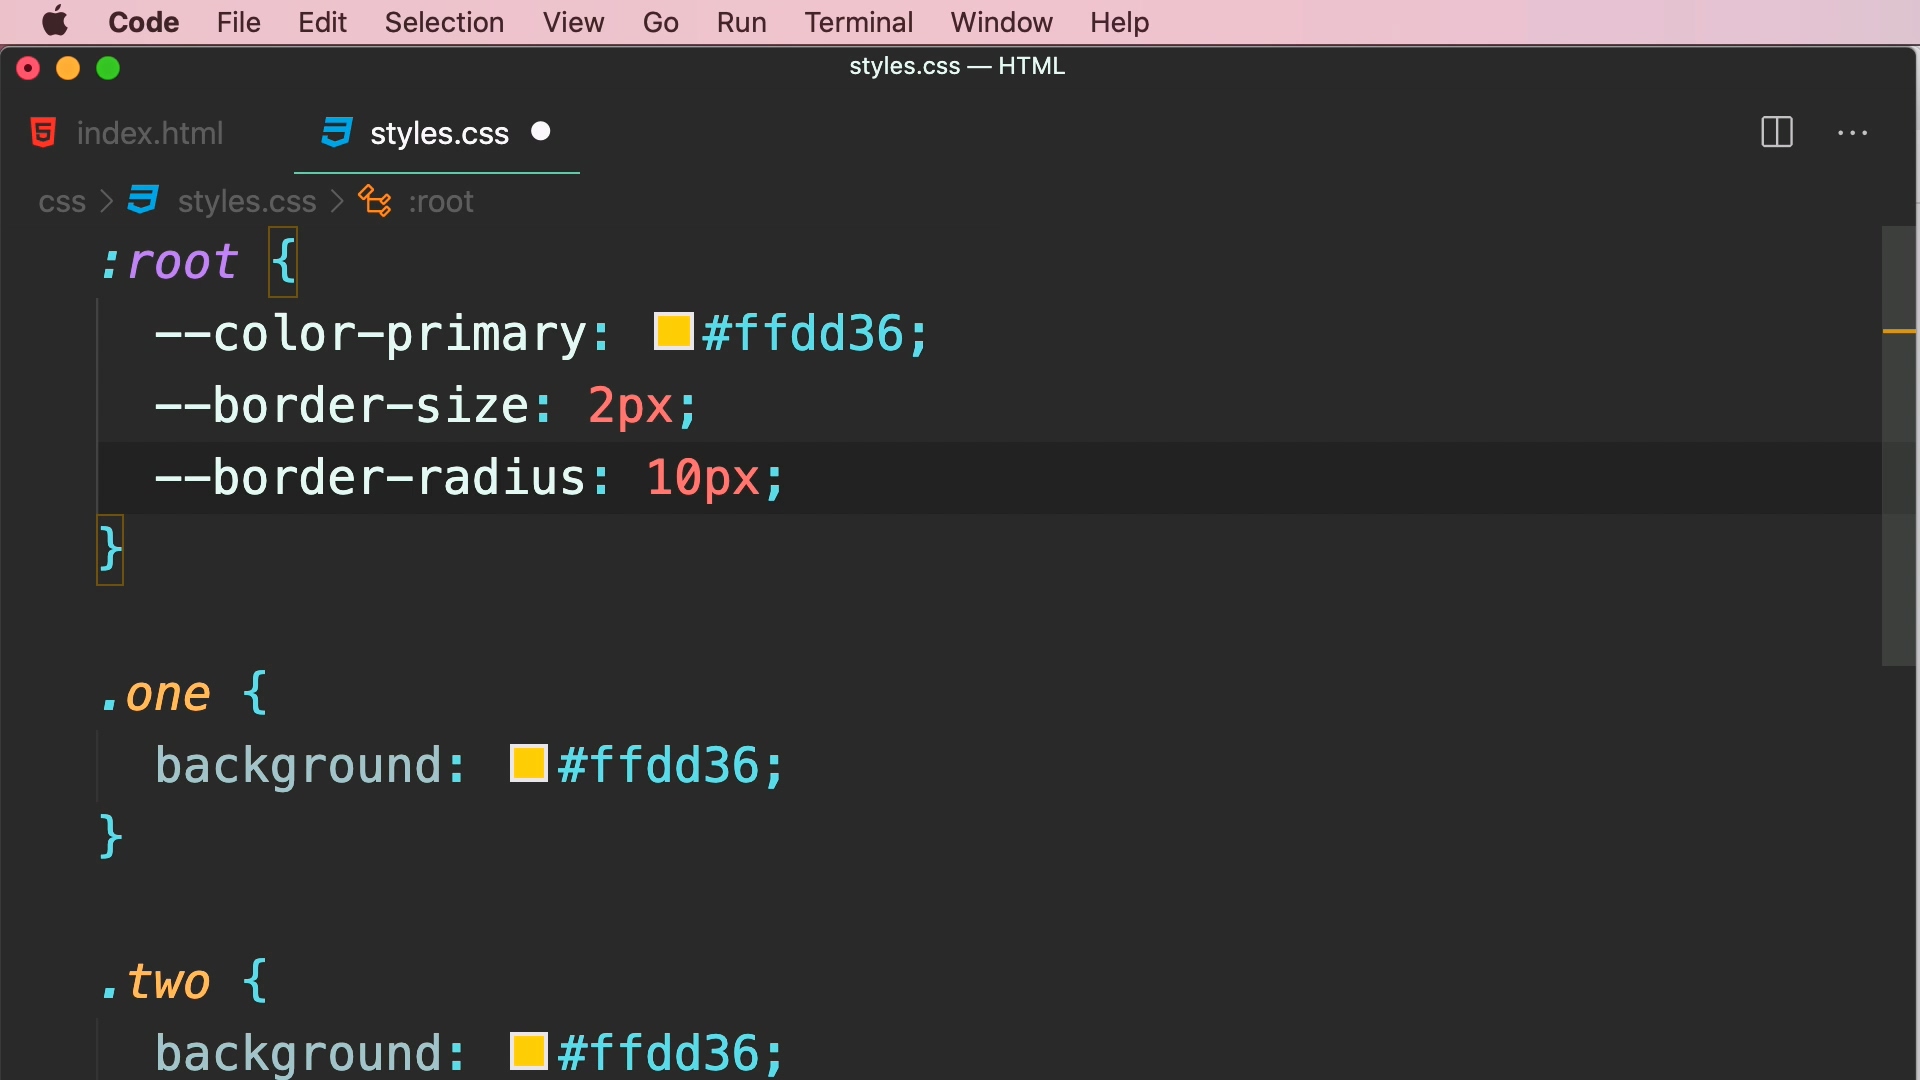 Code File Edit Selection View Go Run Terminal Window Help
styles.css — HTML
index.html styles.css
css > styles.css > :root
:root {
--color-primary: #ffdd36;
--border-size: 2px;
--border-radius: 10px;
}
.one {
background: #ffdd36;
}
.two {
background: #ffdd36;